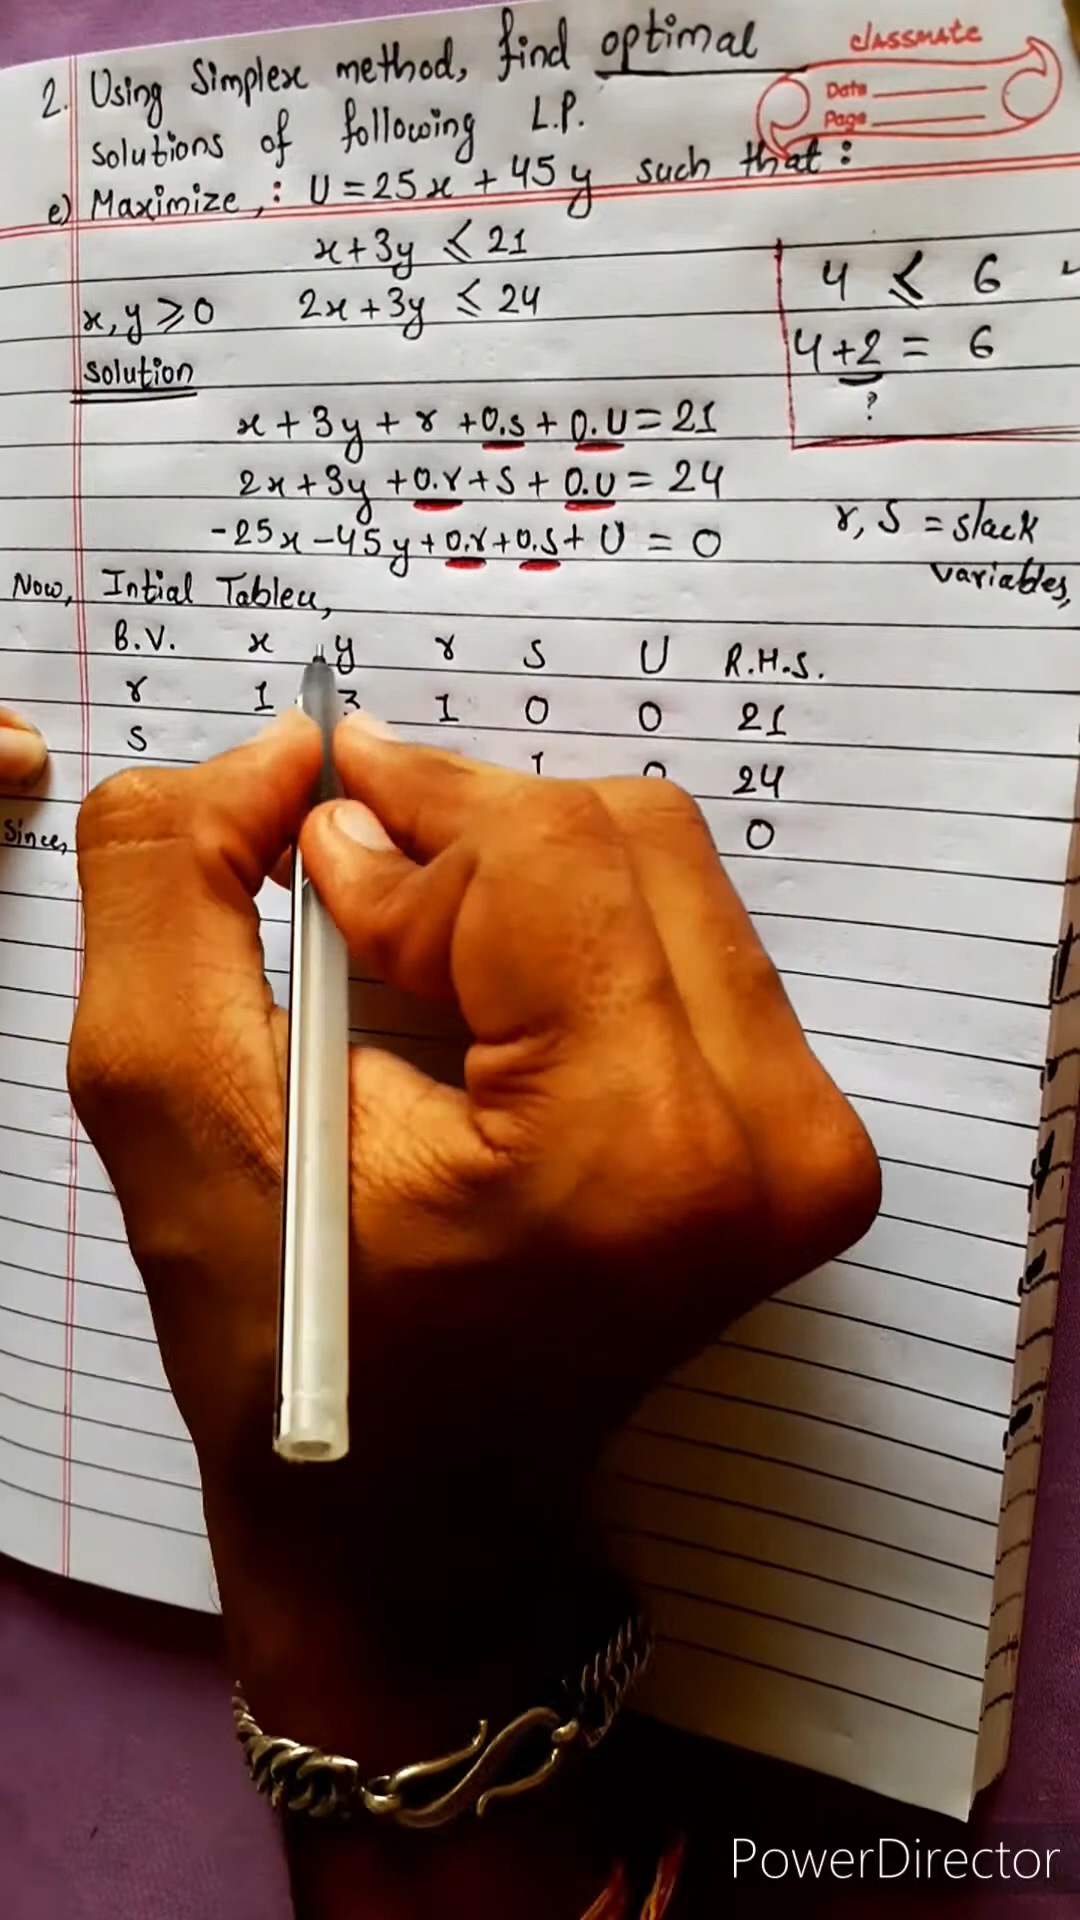 classmate
Date
Page
2. Using Simplex method, find optimal
solutions of following L.P.
e) Maximize,: U = 25x + 45y such that:
x + 3y ≤ 21
x, y ≥ 0 2x + 3y ≤ 24
solution
4 ≤ 6
4 + 2 = 6
?
x + 3y + r + 0.s + 0.U = 21
2x + 3y + 0.r + S + 0.U = 24
-25x - 45y + 0.r + 0.s + U = 0
r, S = slack
variables,
Now, Intial Tableu,
B.V. x y r S U R.H.S.
r 1 3 1 0 0 21
S 1 0 24
0
Since,
PowerDirector